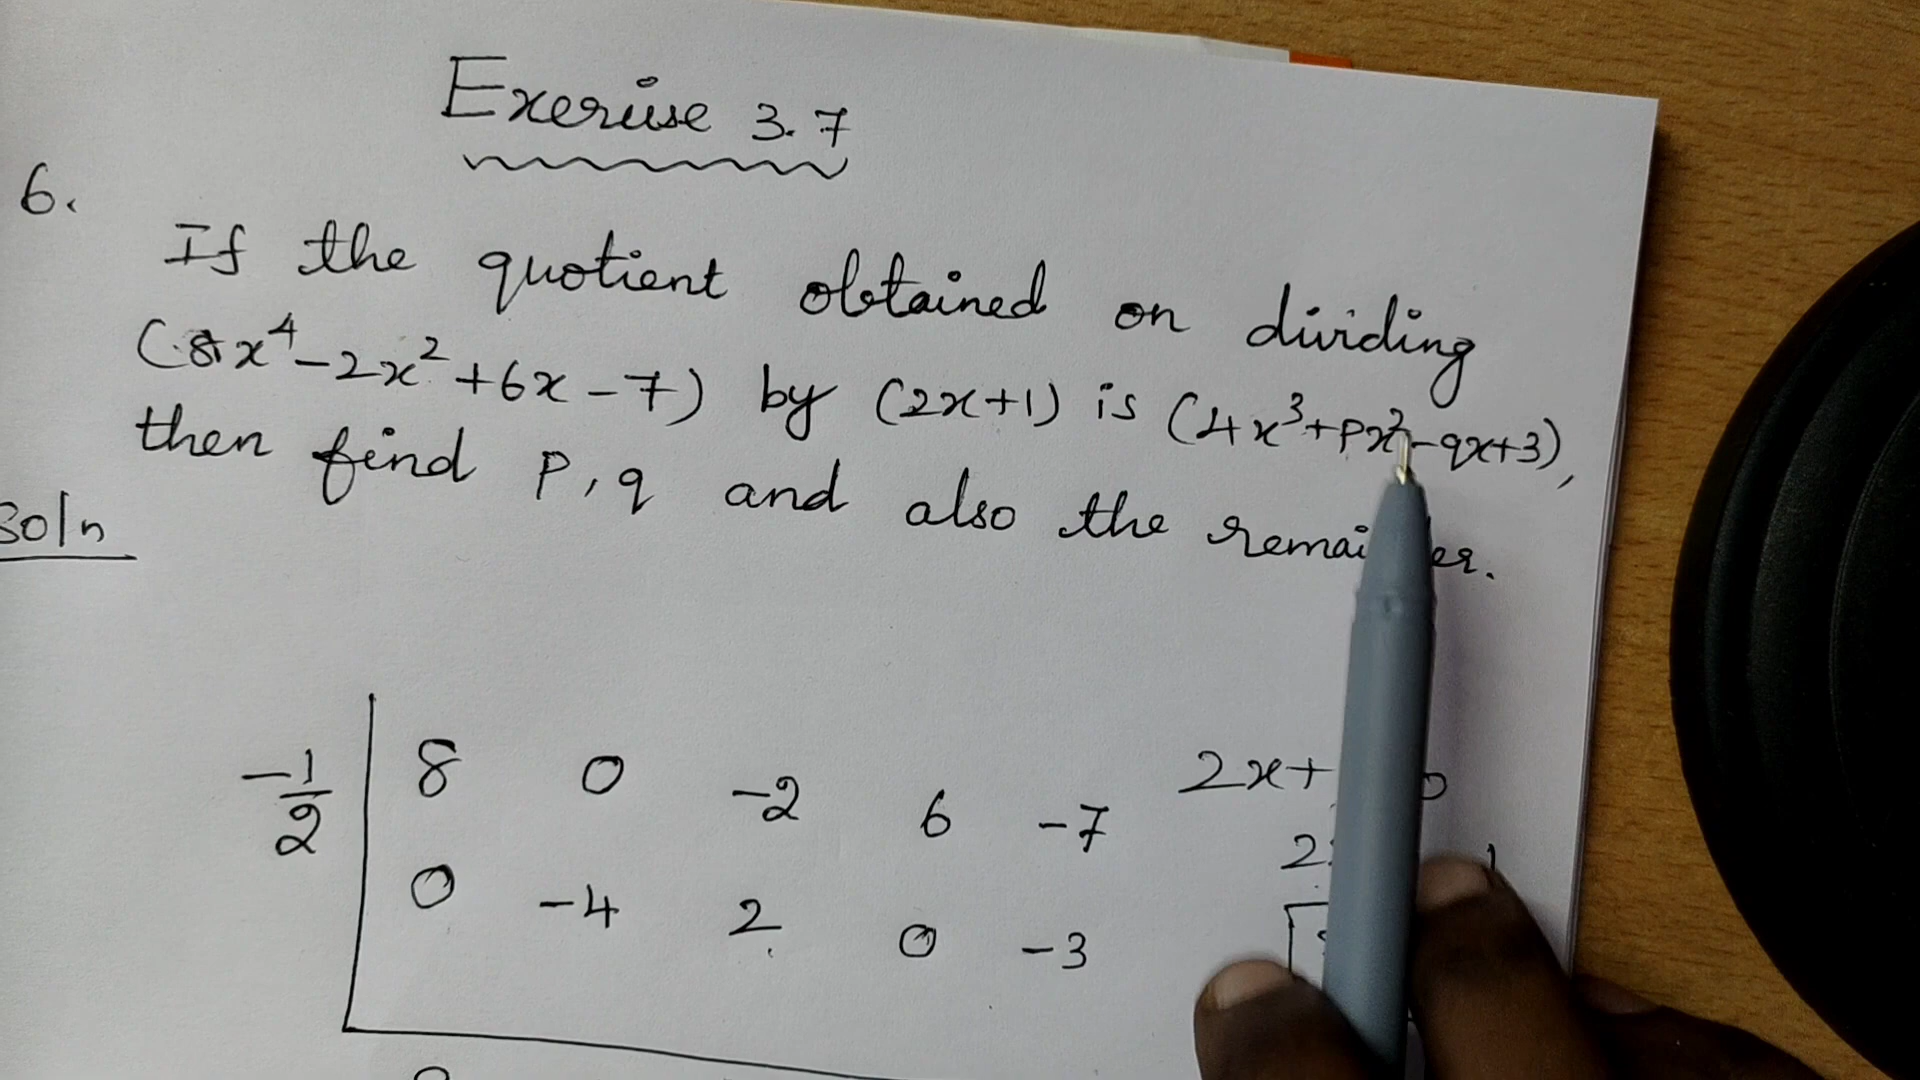 Exercise 3.7
6.
If the quotient obtained on dividing
(8x⁴-2x²+6x-7) by (2x+1) is (4x³+px²-qx+3),
then find P,q and also the
Soln
-1/2 8 0 -2 6 -7
0 -4 2 0 -3
2x+